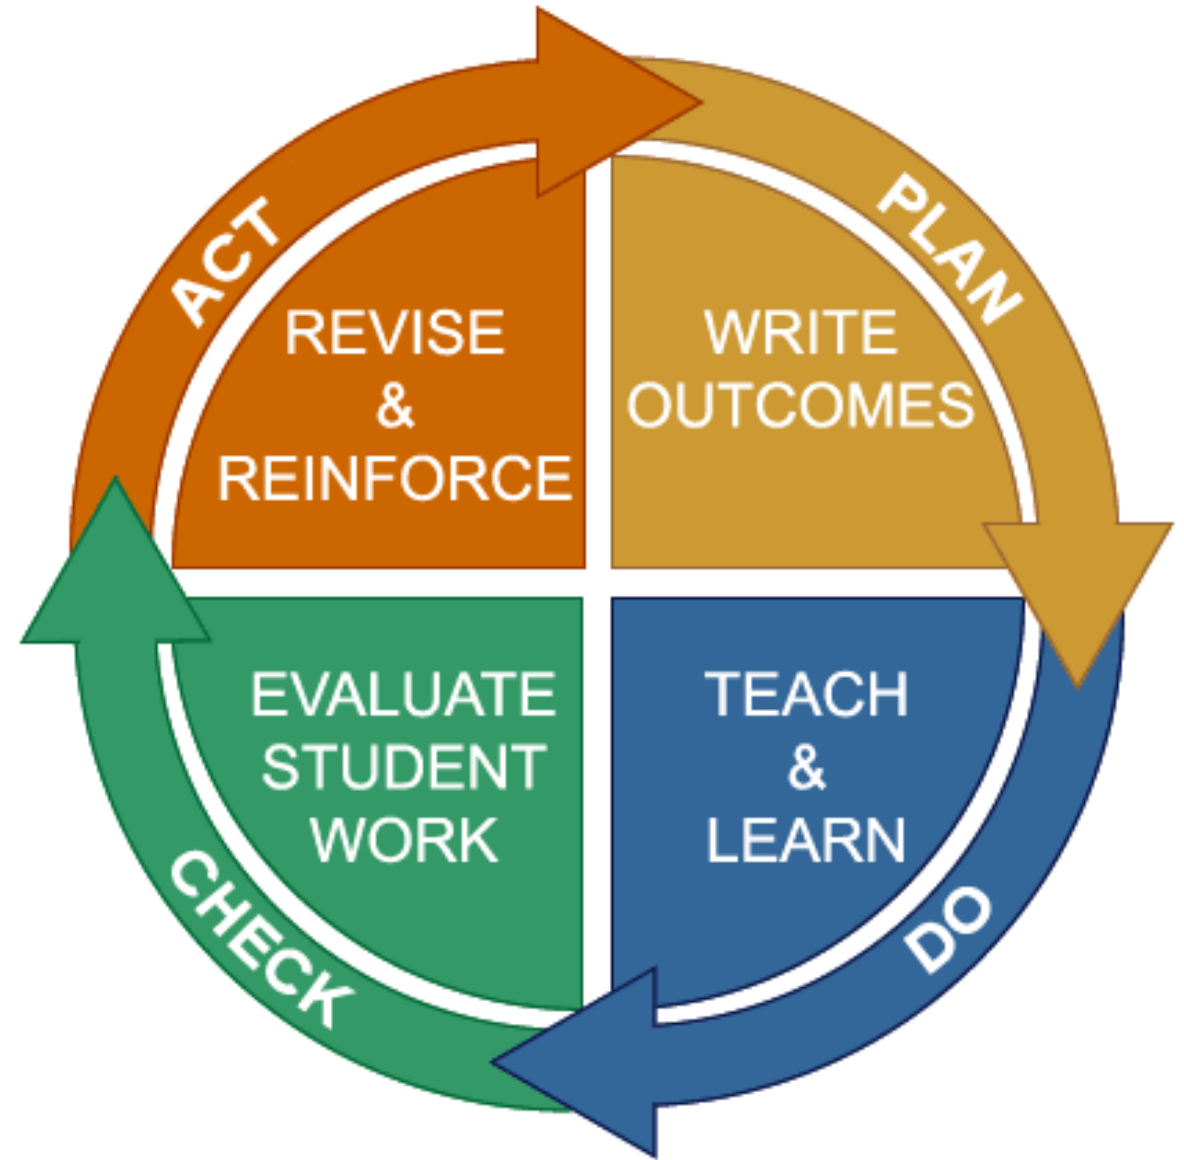 ACT
REVISE
&
REINFORCE
PLAN
WRITE
OUTCOMES
DO
TEACH
&
LEARN
CHECK
EVALUATE
STUDENT
WORK